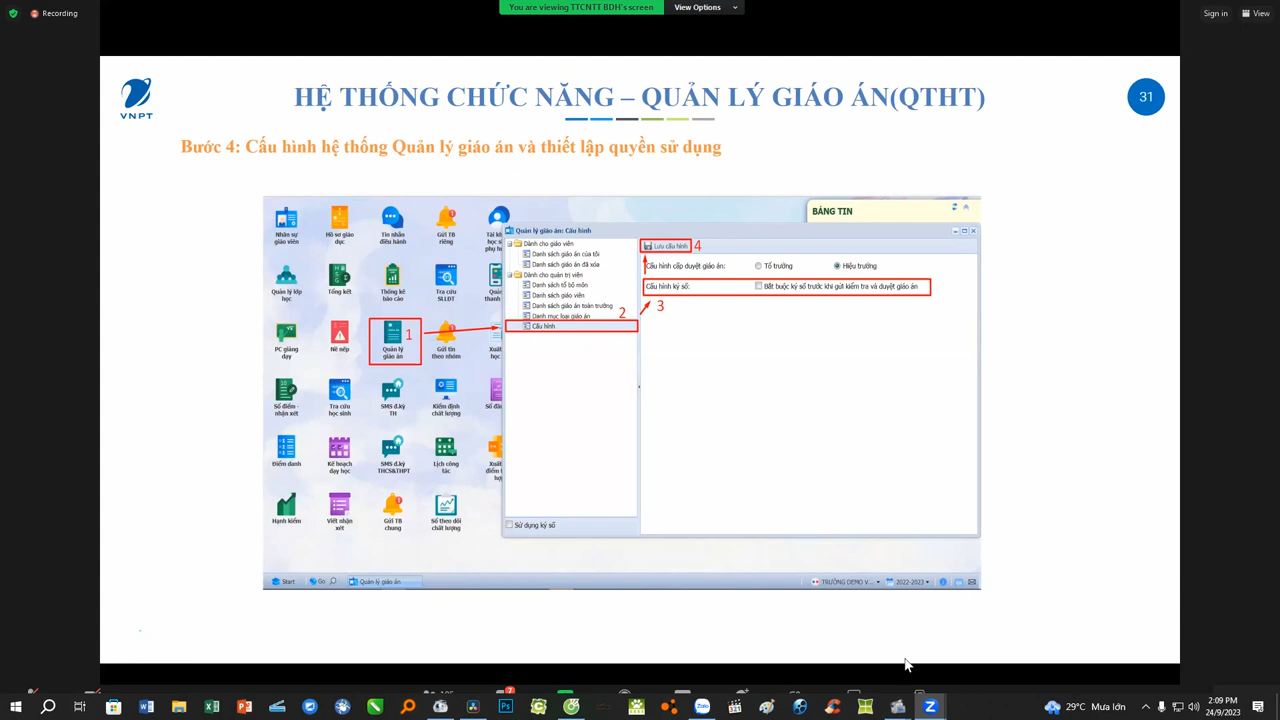 Recording
You are viewing TTCNTT BDH's screen
View Options
Sign in
View
VNPT
HỆ THỐNG CHỨC NĂNG – QUẢN LÝ GIÁO ÁN(QTHT)
31
Bước 4: Cấu hình hệ thống Quản lý giáo án và thiết lập quyền sử dụng
BẢNG TIN
Nhân sự giáo viên
Hồ sơ giáo dục
Tin nhắn điều hành
Gửi TB riêng
Quản lý lớp học
Tổng kết
Thống kê báo cáo
Tra cứu SLLĐT
PC giảng dạy
Nề nếp
Quản lý giáo án
Gửi tin theo nhóm
Sổ điểm - nhận xét
Tra cứu học sinh
SMS đ.ký TH
Kiểm định chất lượng
Điểm danh
Kế hoạch dạy học
SMS đ.ký THCS&THPT
Lịch công tác
Hạnh kiểm
Viết nhận xét
Gửi TB chung
Sổ theo dõi chất lượng
Quản lý giáo án: Cấu hình
Dành cho giáo viên
Danh sách giáo án của tôi
Danh sách giáo án đã xóa
Dành cho quản trị viên
Danh sách tổ bộ môn
Danh sách giáo viên
Danh sách giáo án toàn trường
Danh mục loại giáo án
Cấu hình
Sử dụng ký số
Lưu cấu hình
Cấu hình cấp duyệt giáo án:
Tổ trưởng
Hiệu trưởng
Cấu hình ký số:
Bắt buộc ký số trước khi gửi kiểm tra và duyệt giáo án
1
2
3
4
Start
Go
Quản lý giáo án
TRƯỜNG DEMO V...
2022-2023
29°C Mưa lớn
2:09 PM
24/9/2023